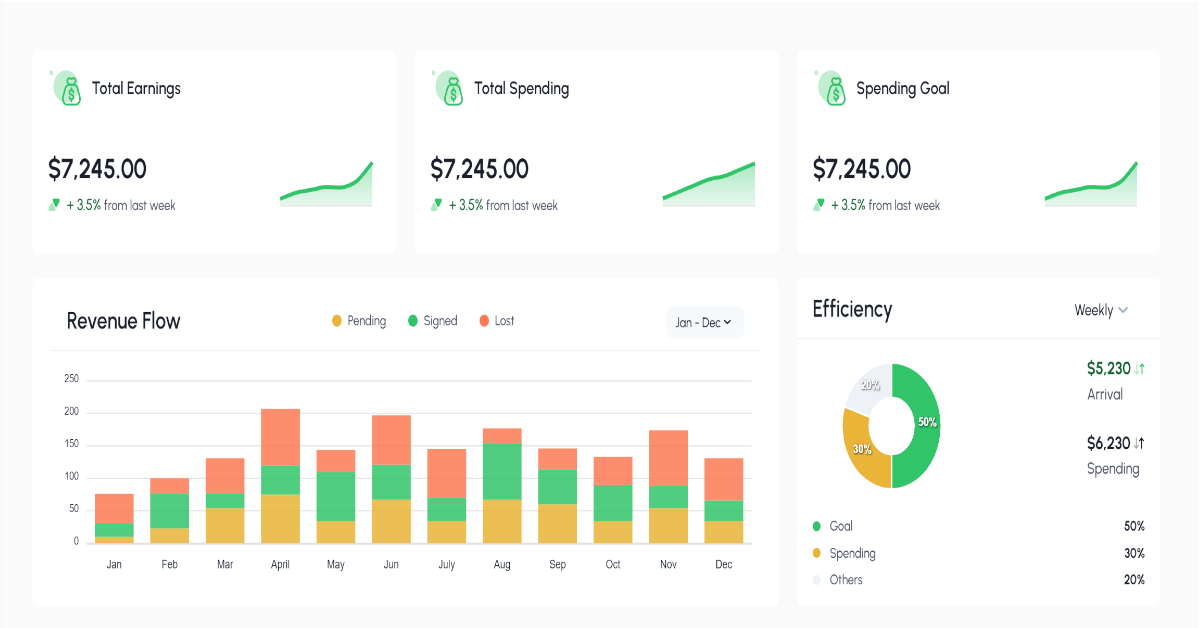 Total Earnings
$7,245.00
+ 3.5% from last week
Total Spending
$7,245.00
+ 3.5% from last week
Spending Goal
$7,245.00
+ 3.5% from last week
Revenue Flow
Pending Signed Lost
Jan - Dec
250
200
150
100
50
0
Jan Feb Mar April May Jun July Aug Sep Oct Nov Dec
Efficiency
Weekly
20%
50%
30%
$5,230
Arrival
$6,230
Spending
Goal 50%
Spending 30%
Others 20%